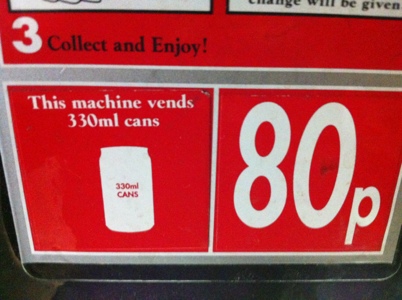 change will be given
3 Collect and Enjoy!
This machine vends
330ml cans
330ml
CANS
80p